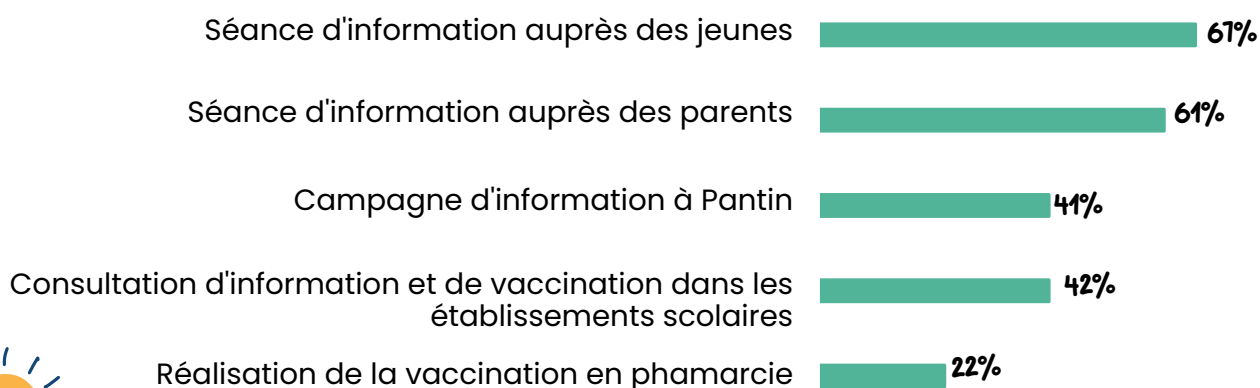 Séance d'information auprès des jeunes 67%
Séance d'information auprès des parents 61%
Campagne d'information à Pantin 41%
Consultation d'information et de vaccination dans les
établissements scolaires 42%
Réalisation de la vaccination en phamarcie 22%